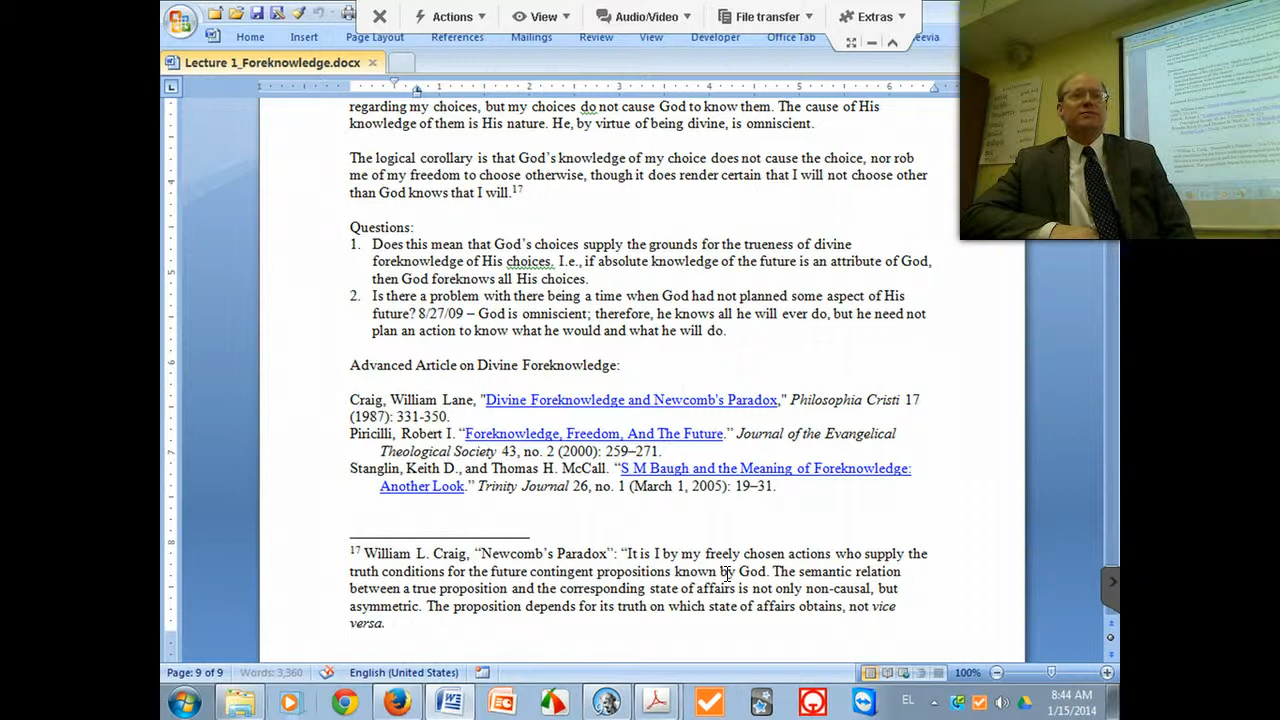 Actions
View
Audio/Video
File transfer
Extras
Home
Insert
Page Layout
References
Mailings
Review
View
Developer
Office Tab
Lecture 1_Foreknowledge.docx
regarding my choices, but my choices do not cause God to know them. The cause of His
knowledge of them is His nature. He, by virtue of being divine, is omniscient.
The logical corollary is that God's knowledge of my choice does not cause the choice, nor rob
me of my freedom to choose otherwise, though it does render certain that I will not choose other
than God knows that I will.17
Questions:
1. Does this mean that God's choices supply the grounds for the trueness of divine
foreknowledge of His choices. I.e., if absolute knowledge of the future is an attribute of God,
then God foreknows all His choices.
2. Is there a problem with there being a time when God had not planned some aspect of His
future? 8/27/09 – God is omniscient; therefore, he knows all he will ever do, but he need not
plan an action to know what he would and what he will do.
Advanced Article on Divine Foreknowledge:
Craig, William Lane, "Divine Foreknowledge and Newcomb's Paradox," Philosophia Cristi 17
(1987): 331-350.
Piricilli, Robert I. “Foreknowledge, Freedom, And The Future.” Journal of the Evangelical
Theological Society 43, no. 2 (2000): 259–271.
Stanglin, Keith D., and Thomas H. McCall. “S M Baugh and the Meaning of Foreknowledge:
Another Look.” Trinity Journal 26, no. 1 (March 1, 2005): 19–31.
17 William L. Craig, “Newcomb's Paradox”: “It is I by my freely chosen actions who supply the
truth conditions for the future contingent propositions known by God. The semantic relation
between a true proposition and the corresponding state of affairs is not only non-causal, but
asymmetric. The proposition depends for its truth on which state of affairs obtains, not vice
versa.
Page: 9 of 9
Words: 3,360
English (United States)
100%
EL
8:44 AM
1/15/2014